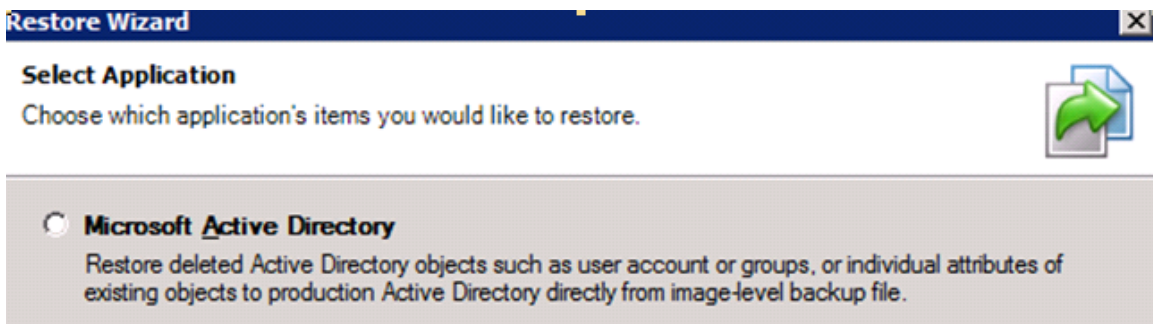 Restore Wizard
Select Application
Choose which application's items you would like to restore.
Microsoft Active Directory
Restore deleted Active Directory objects such as user account or groups, or individual attributes of
existing objects to production Active Directory directly from image-level backup file.